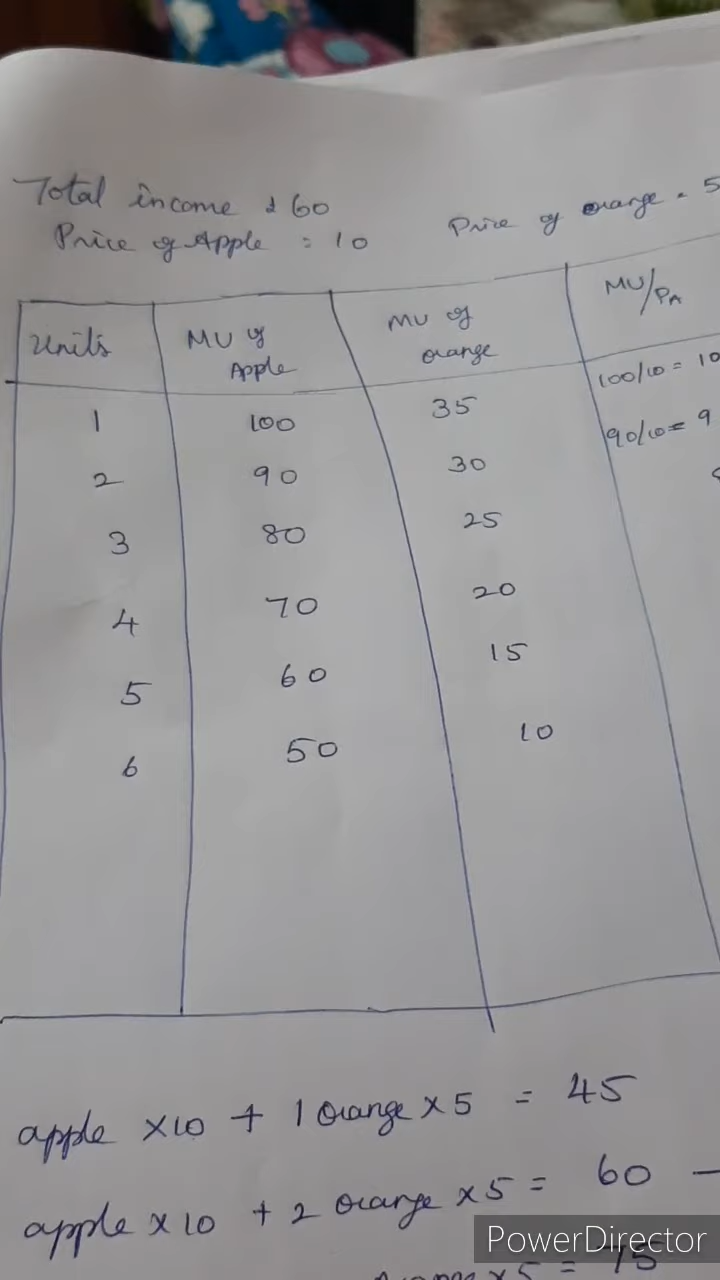 Total income = 60
Price of Apple = 10 Price of orange = 5
Units MU of Apple MU of orange MU/PA
1 100 35 100/10 = 10
2 90 30 90/10 = 9
3 80 25
4 70 20
5 60 15
6 50 10
apple x10 + 1 orange x 5 = 45
apple x 10 + 2 orange x 5 = 60 -
x 5 = 75
PowerDirector